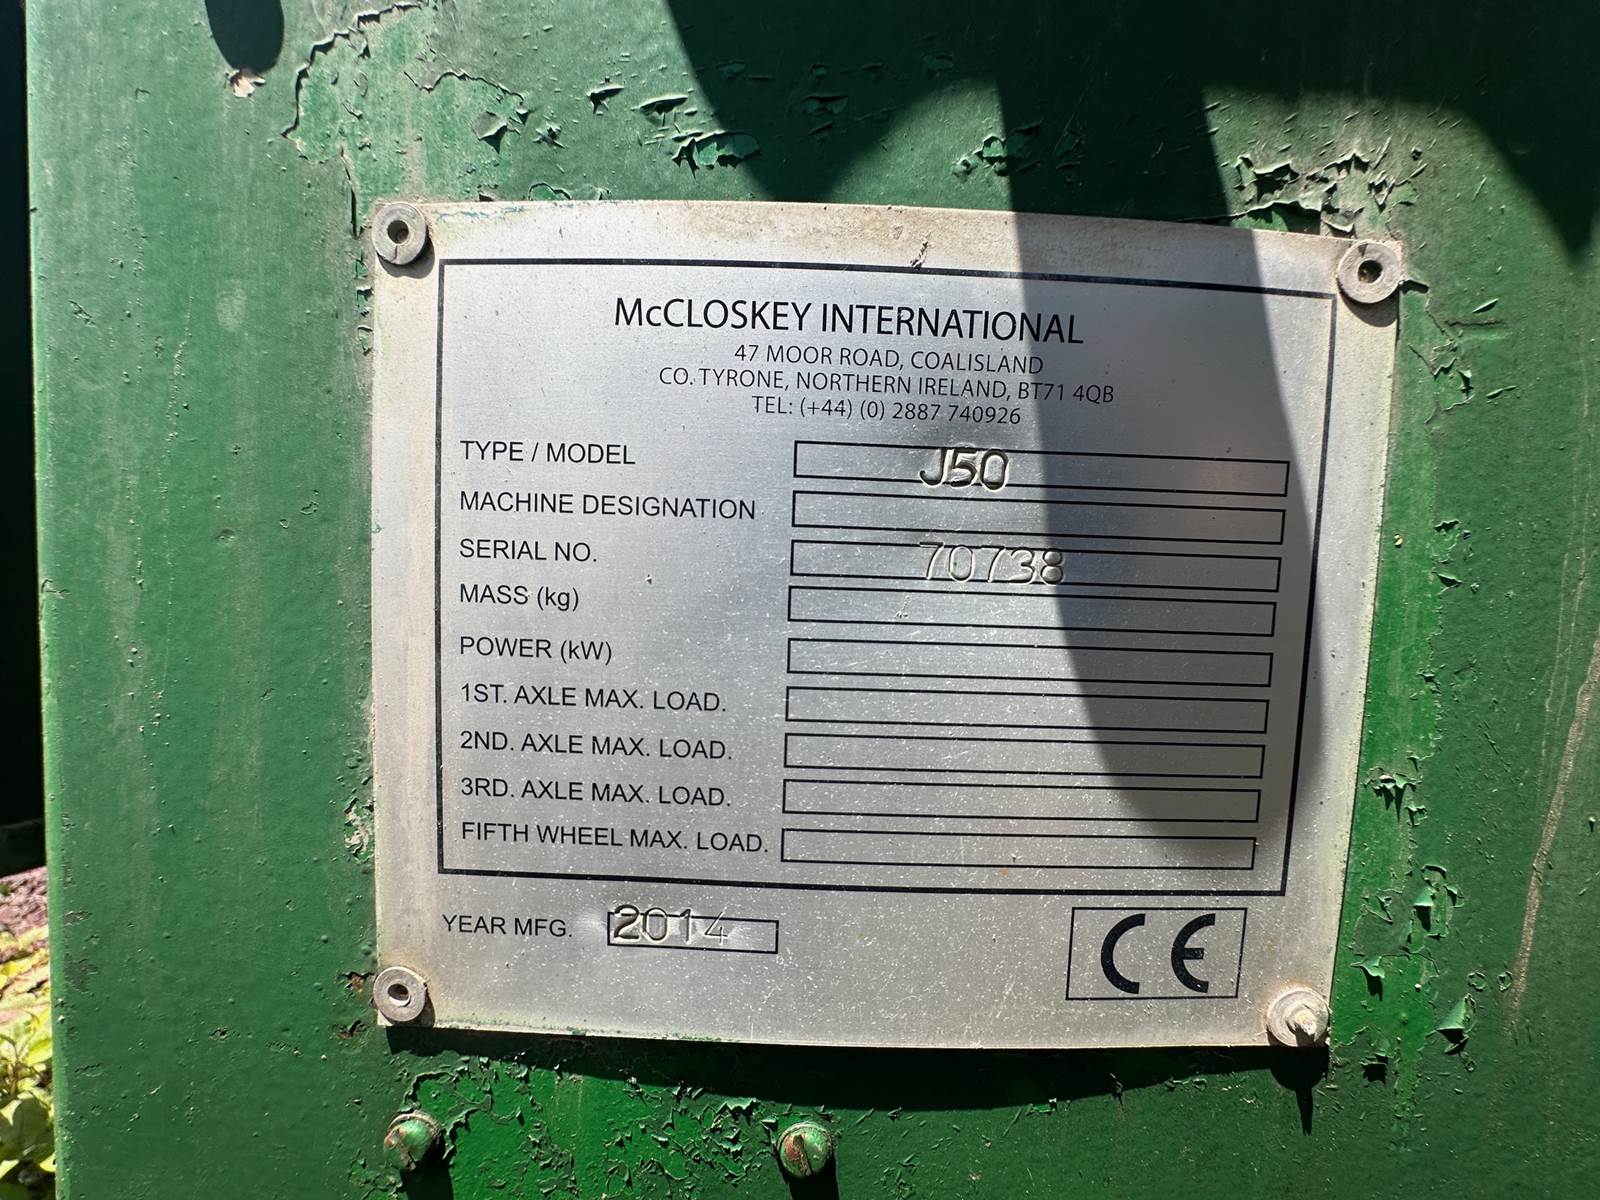 McCLOSKEY INTERNATIONAL
47 MOOR ROAD, COALISLAND
CO. TYRONE, NORTHERN IRELAND, BT71 4QB
TEL: (+44) (0) 2887 740926
TYPE / MODEL J50
MACHINE DESIGNATION
SERIAL NO. 70738
MASS (kg)
POWER (kW)
1ST. AXLE MAX. LOAD.
2ND. AXLE MAX. LOAD.
3RD. AXLE MAX. LOAD.
FIFTH WHEEL MAX. LOAD.
YEAR MFG. 2014
CE